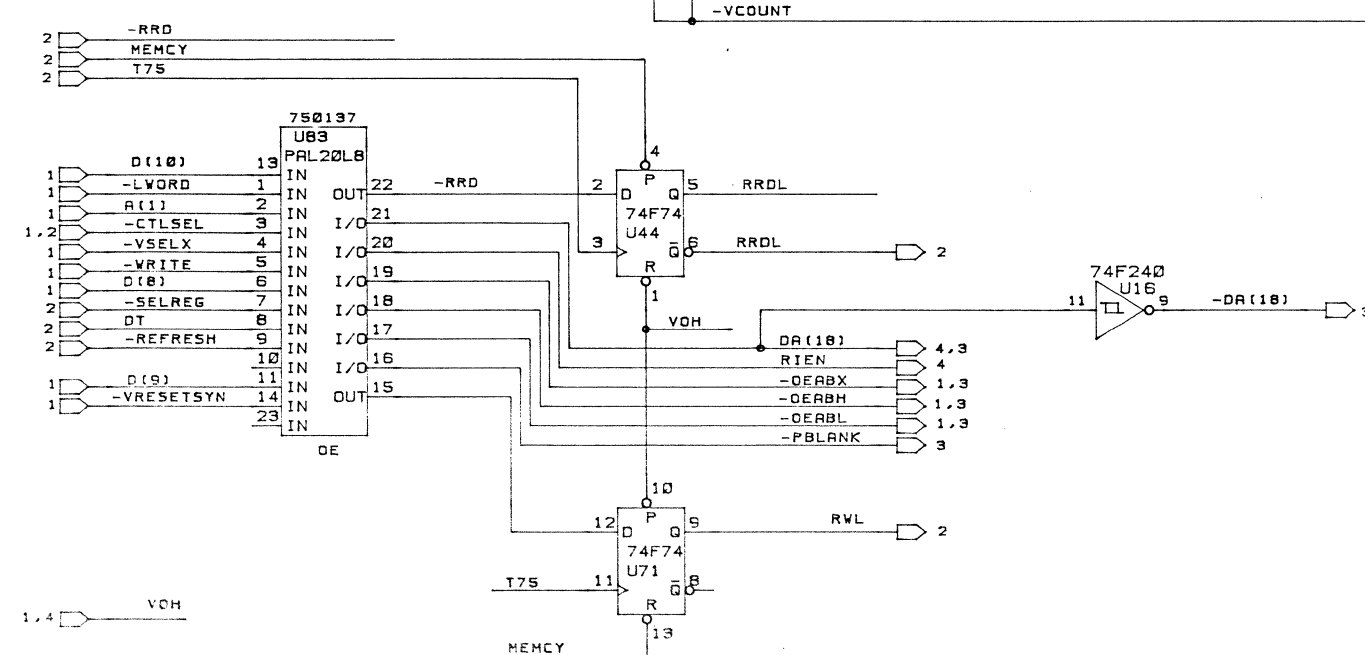 -VCOUNT
2 -RRD
2 MEMCY
2 T75
750137
U83
PAL20L8
1 D(10) 13 IN
1 -LWORD 1 IN OUT 22 -RRD
1 A(1) 2 IN I/O 21
1,2 -CTLSEL 3 IN
1 -VSELX 4 IN I/O 20
1 -WRITE 5 IN
1 D(8) 6 IN I/O 19
2 -SELREG 7 IN I/O 18
2 DT 8 IN I/O 17
2 -REFRESH 9 IN
10 IN I/O 16
1 D(9) 11 IN OUT 15
1 -VRESETSYN 14 IN
23 IN
OE
4
P
2 D Q 5 RRDL
74F74
U44
3 Q 6 RRDL 2
R
1
VOH
74F240
U16
11 9 -DA(18) 3
DA(18) 4,3
RIEN 4
-OEABX 1,3
-OEABH 1,3
-OEABL 1,3
-PBLANK 3
10
P
12 D Q 9 RWL 2
74F74
U71
T75 11 Q 8
R
13
1,4 VOH
MEMCY